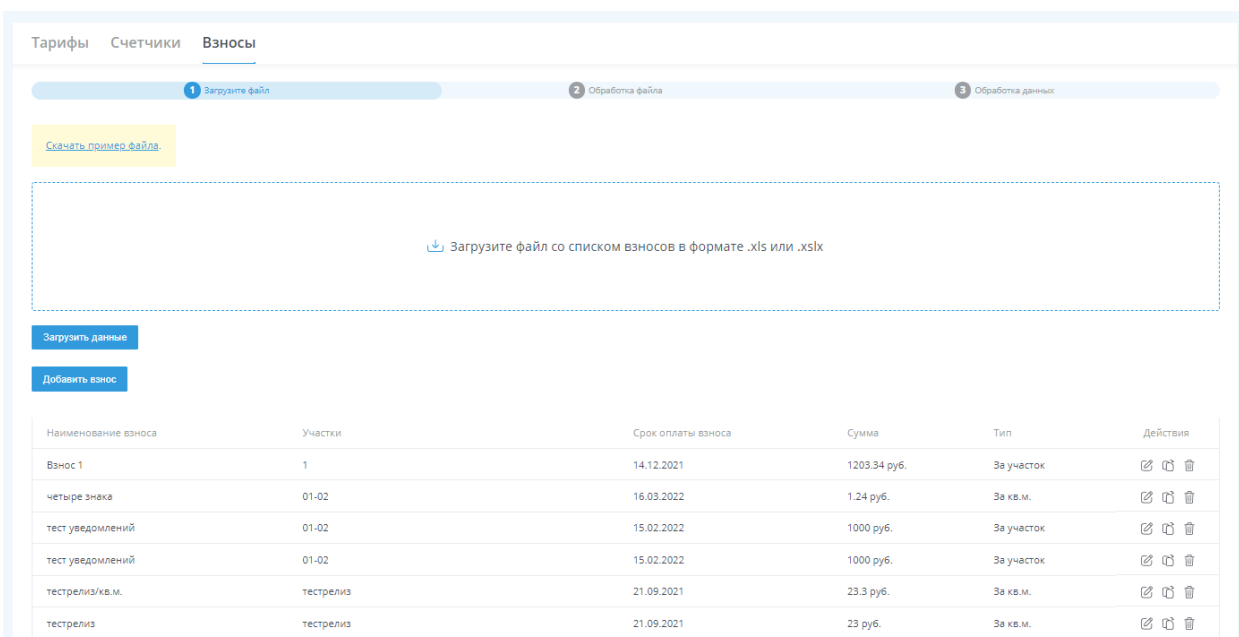 Тарифы Счетчики Взносы
1 Загрузите файл 2 Обработка файла 3 Обработка данных
Скачать пример файла.
Загрузите файл со списком взносов в формате .xls или .xslx
Загрузить данные
Добавить взнос
Наименование взноса Участки Срок оплаты взноса Сумма Тип Действия
Взнос 1 1 14.12.2021 1203.34 руб. За участок
четыре знака 01-02 16.03.2022 1.24 руб. За кв.м.
тест уведомлений 01-02 15.02.2022 1000 руб. За участок
тест уведомлений 01-02 15.02.2022 1000 руб. За участок
тестрелиз/кв.м. тестрелиз 21.09.2021 23.3 руб. За кв.м.
тестрелиз тестрелиз 21.09.2021 23 руб. За кв.м.